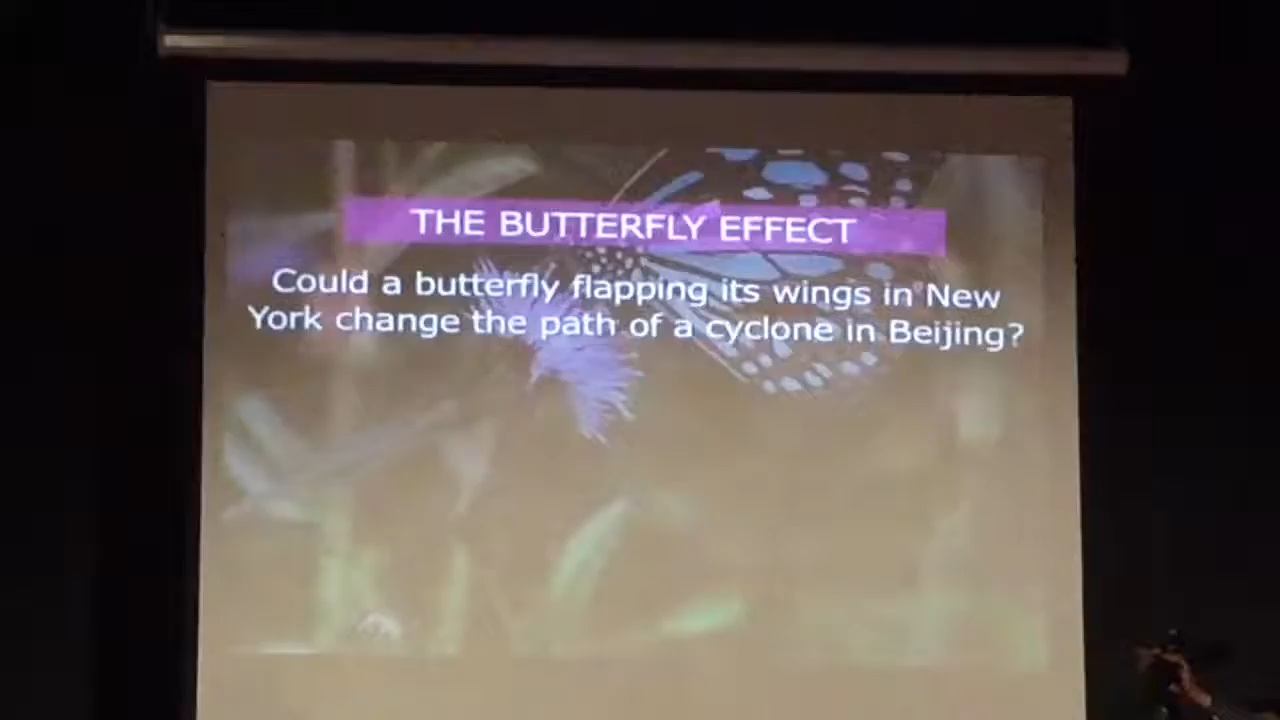 THE BUTTERFLY EFFECT
Could a butterfly flapping its wings in New
York change the path of a cyclone in Beijing?